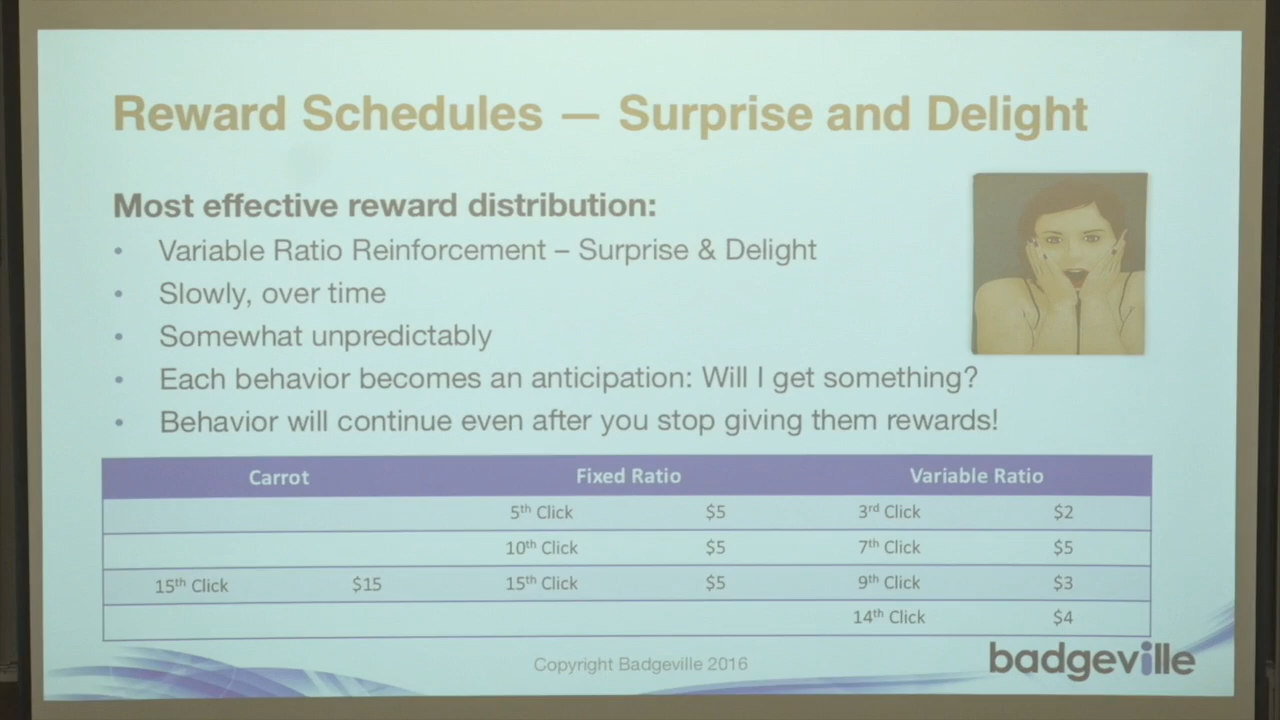 Reward Schedules — Surprise and Delight
Most effective reward distribution:
• Variable Ratio Reinforcement – Surprise & Delight
• Slowly, over time
• Somewhat unpredictably
• Each behavior becomes an anticipation: Will I get something?
• Behavior will continue even after you stop giving them rewards!
Carrot Fixed Ratio Variable Ratio
5th Click $5 3rd Click $2
10th Click $5 7th Click $5
15th Click $15 15th Click $5 9th Click $3
14th Click $4
Copyright Badgeville 2016
badgeville